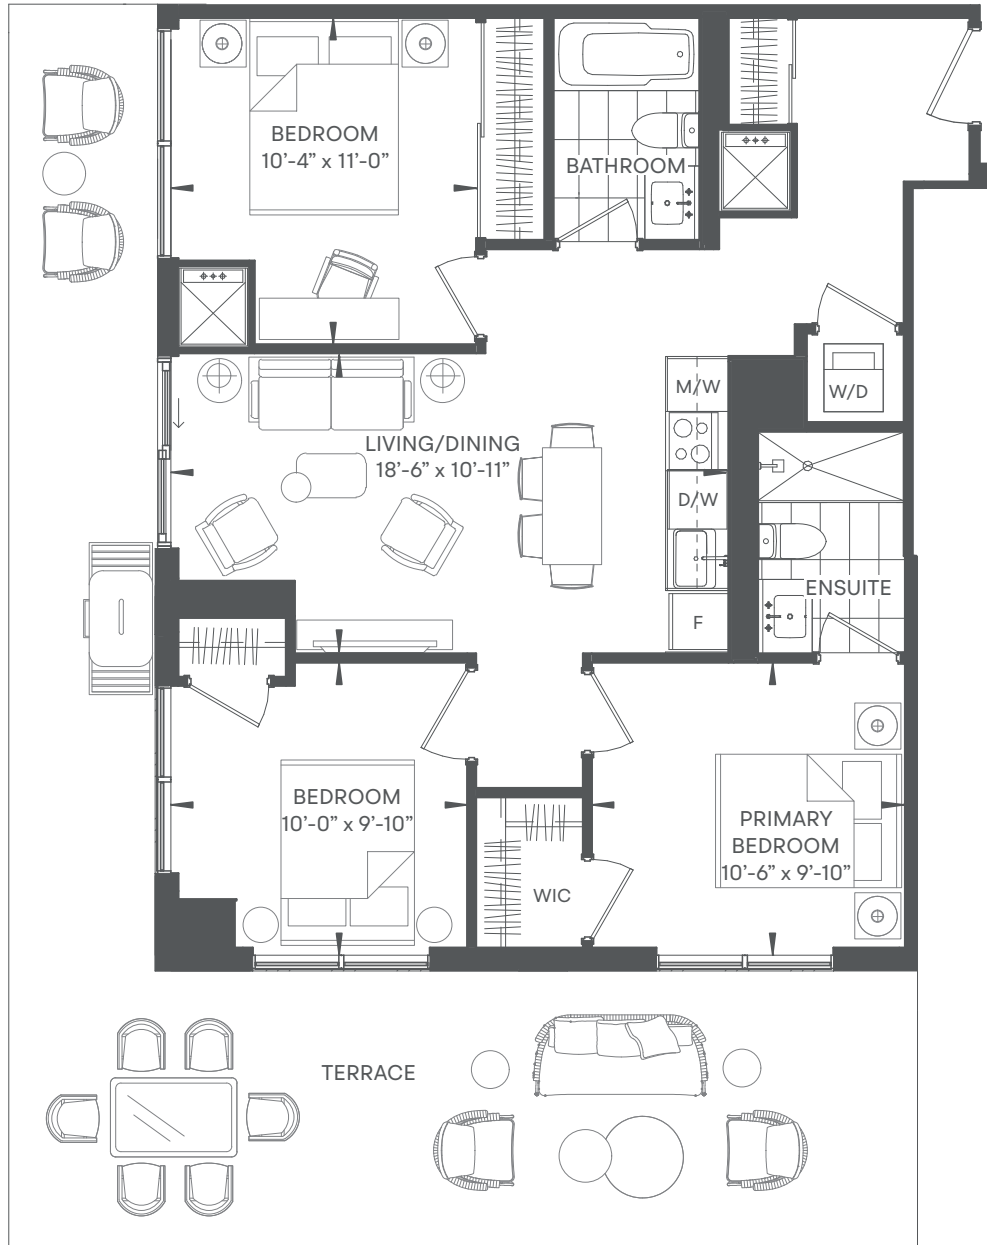 BEDROOM
10’-4” x 11’-0”
BATHROOM
M/W
W/D
LIVING/DINING
18’-6” x 10’-11”
D/W
ENSUITE
F
BEDROOM
10’-0” x 9’-10”
PRIMARY
BEDROOM
10’-6” x 9’-10”
WIC
TERRACE